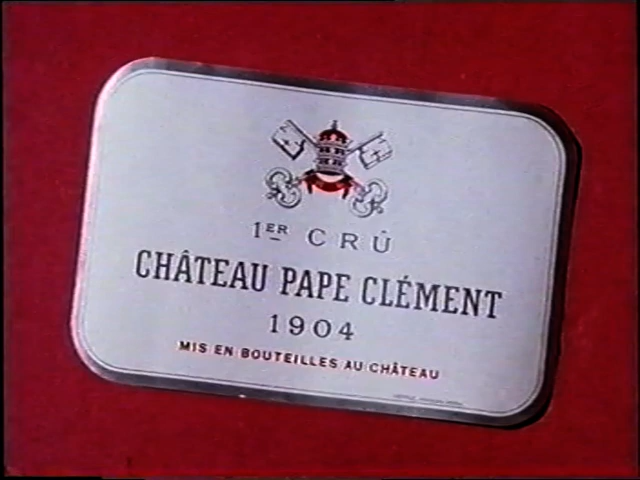 1ER CRÛ
CHÂTEAU PAPE CLÉMENT
1904
MIS EN BOUTEILLES AU CHÂTEAU